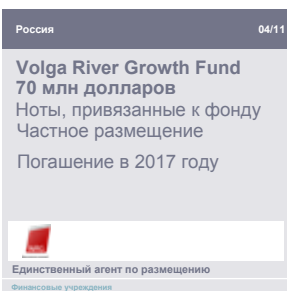 Россия 04/11
Volga River Growth Fund
70 млн долларов
Ноты, привязанные к фонду
Частное размещение
Погашение в 2017 году
Единственный агент по размещению
Финансовые учреждения